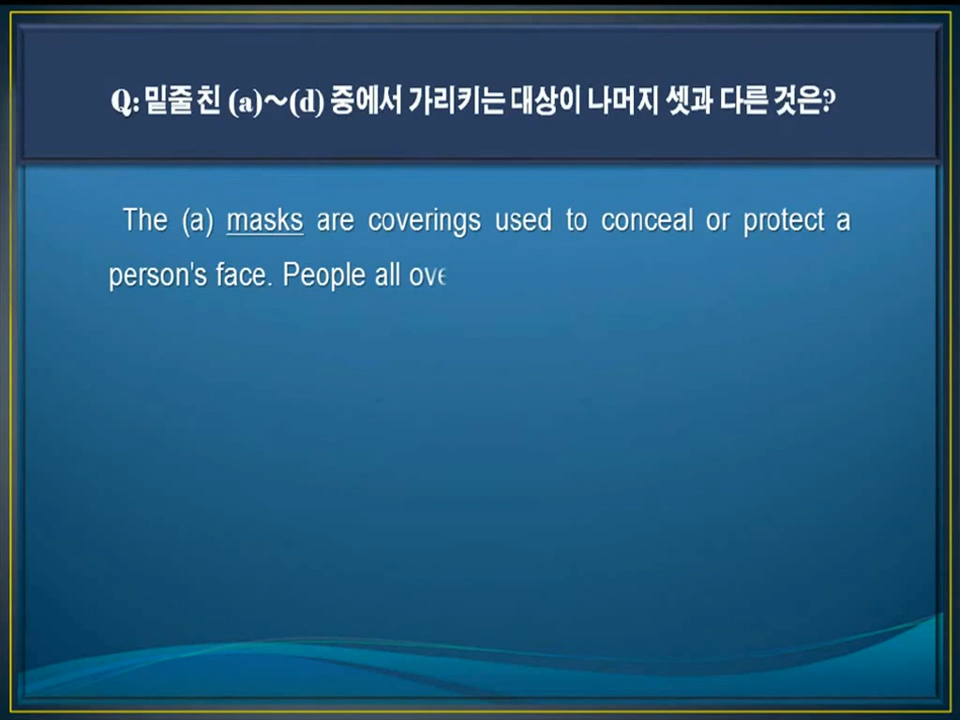 Q: 밑줄 친 (a)~(d) 중에서 가리키는 대상이 나머지 셋과 다른 것은?
The (a) masks are coverings used to conceal or protect a
person's face. People all ove